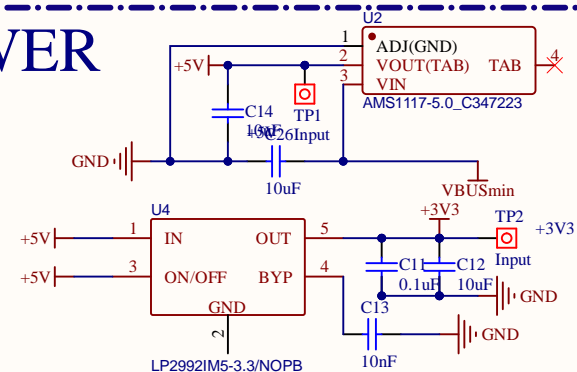 WER
U2
1
ADJ(GND)
+5V
2
VOUT(TAB)
TAB
4
3
VIN
AMS1117-5.0_C347223
C14
TP1
10uF
+5V
C26
Input
GND
10uF
VBUSmin
U4
+3V3
TP2
+5V
1
IN
OUT
5
+3V3
Input
+5V
3
ON/OFF
BYP
4
C11
C12
0.1uF
10uF
GND
GND
C13
2
GND
10nF
LP2992IM5-3.3/NOPB